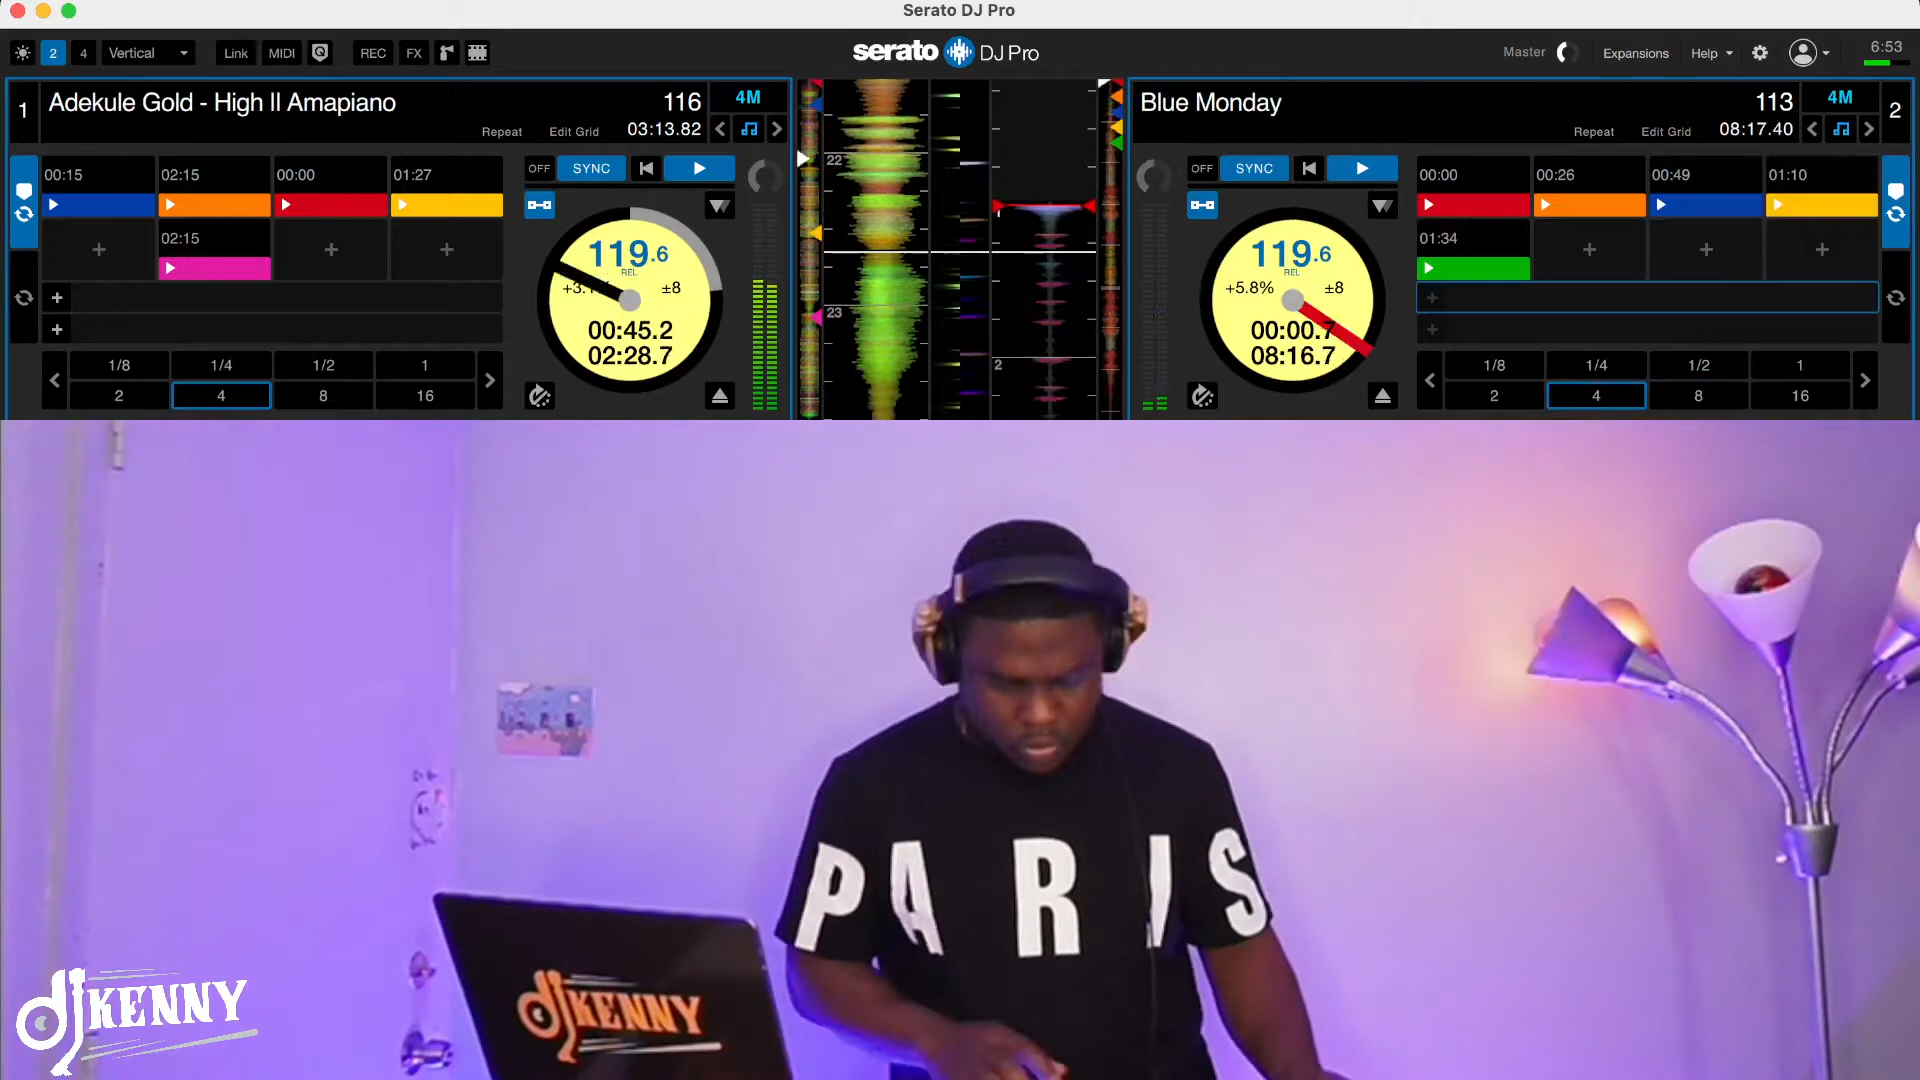 Serato DJ Pro
2 4 Vertical Link MIDI REC FX
serato DJ Pro
Master Expansions Help 6:53
1 Adekule Gold - High II Amapiano 116 4M
Repeat Edit Grid 03:13.82
00:15 02:15 00:00 01:27
02:15
OFF SYNC
119.6
REL
±8
00:45.2
02:28.7
1/8 1/4 1/2 1
2 4 8 16
22
23
1
2
Blue Monday 113 4M 2
Repeat Edit Grid 08:17.40
OFF SYNC
119.6
REL
+5.8% ±8
00:00.7
08:16.7
00:00 00:26 00:49 01:10
01:34
1/8 1/4 1/2 1
2 4 8 16
PARIS
dj KENNY
dj KENNY